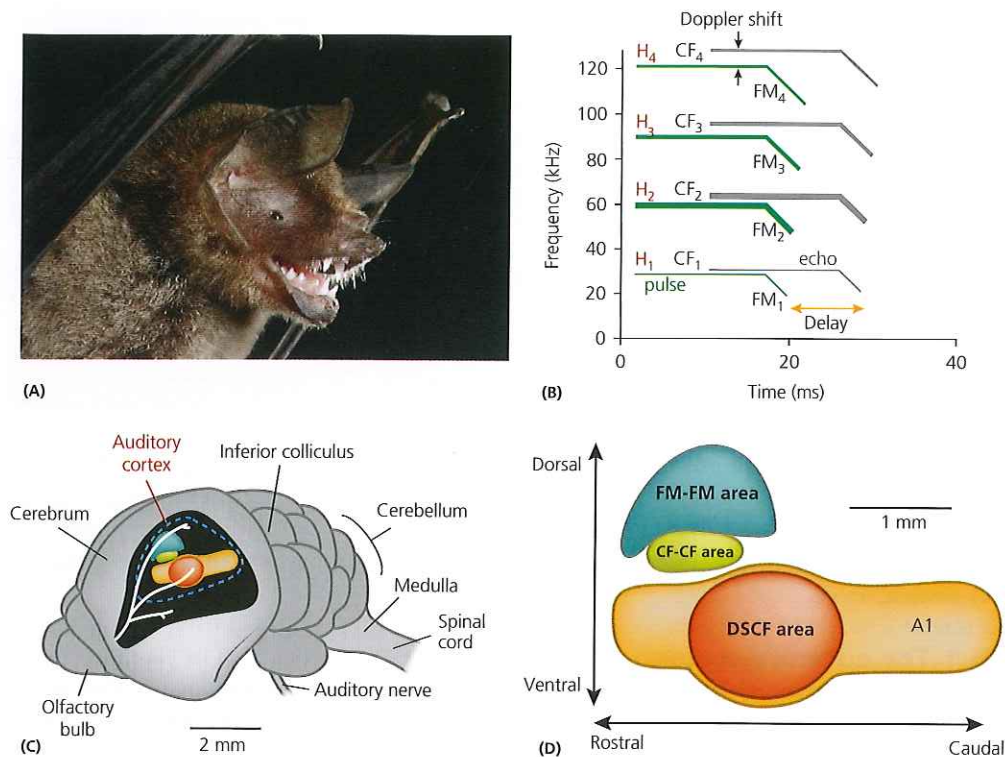 (A)
Doppler shift
H4 CF4
FM4
H3 CF3
FM3
H2 CF2
FM2
H1 CF1
pulse
echo
FM1
Delay
120
100
80
60
40
20
0
Frequency (kHz)
0 20 40
Time (ms)
(B)
Auditory
cortex
Inferior colliculus
Cerebrum
Cerebellum
Medulla
Spinal
cord
Auditory nerve
Olfactory
bulb
2 mm
(C)
Dorsal
FM-FM area
1 mm
CF-CF area
DSCF area
A1
Ventral
Rostral
Caudal
(D)